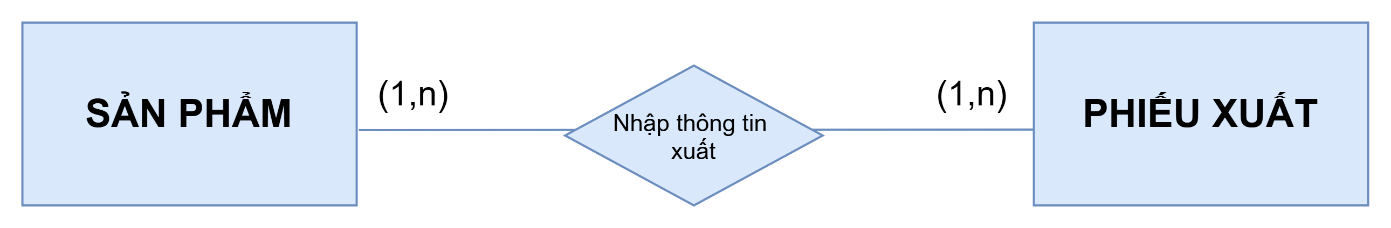 SẢN PHẨM
(1,n)
Nhập thông tin
xuất
(1,n)
PHIẾU XUẤT